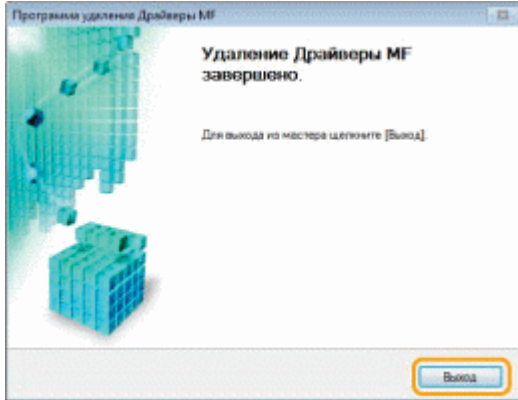 Программа удаления Драйверы MF
Удаление Драйверы MF
завершено.
Для выхода из мастера щелкните [Выход].
Выход